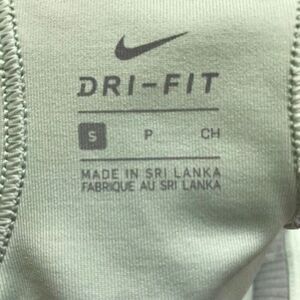 DRI-FIT
S P CH
MADE IN SRI LANKA
FABRIQUE AU SRI LANKA